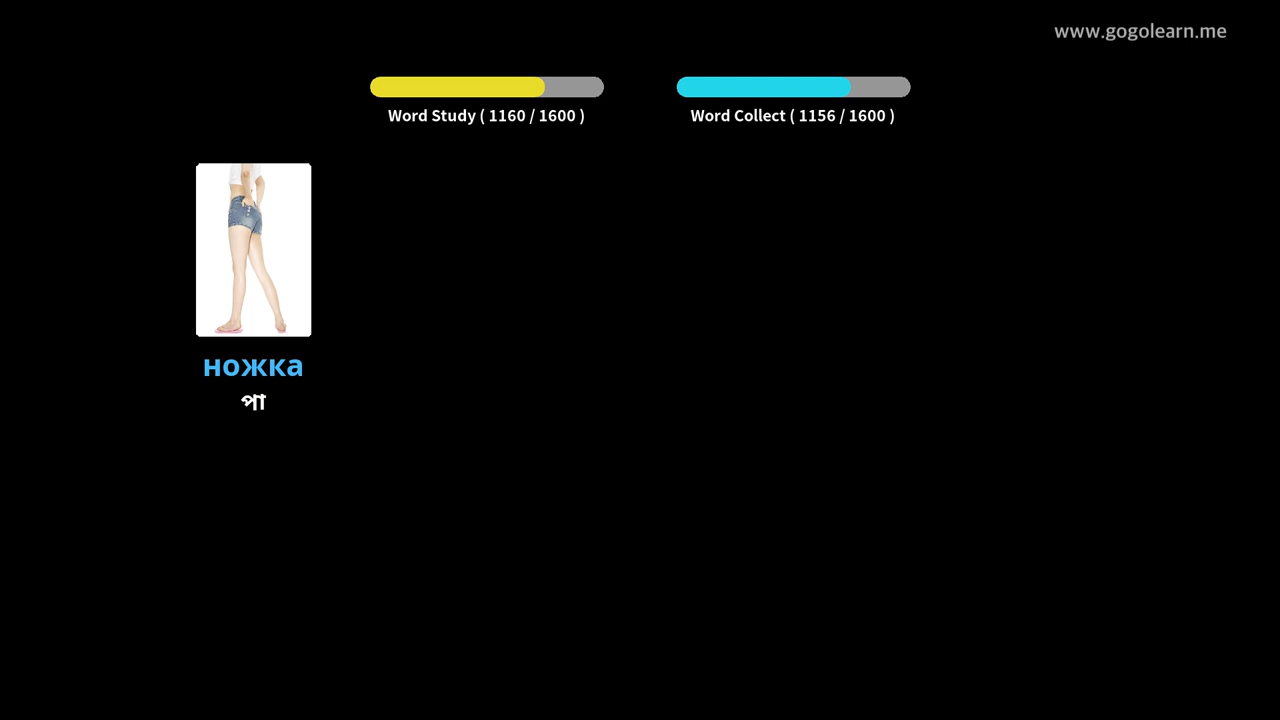 www.gogolearn.me
Word Study ( 1160 / 1600 )
Word Collect ( 1156 / 1600 )
ножка
পা